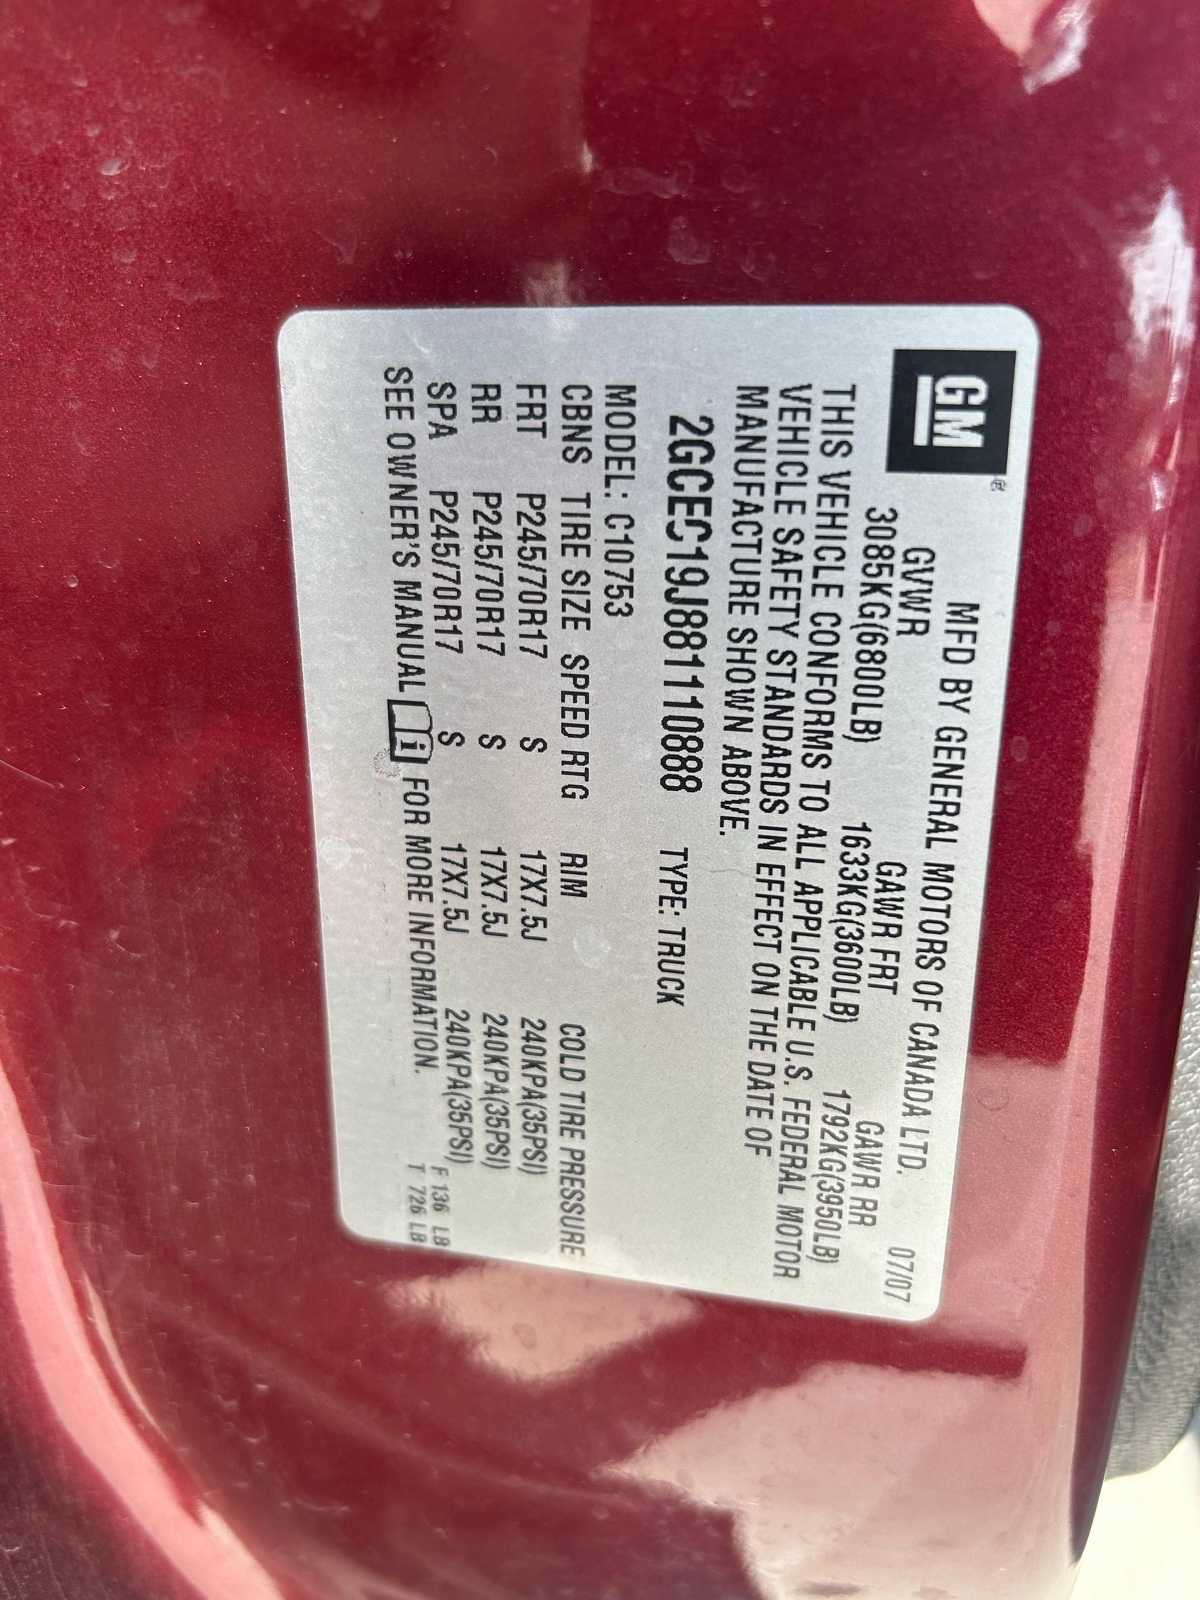 GM®
MFD BY GENERAL MOTORS OF CANADA LTD.
07/07
GVWR GAWR FRT GAWR RR
3085KG(6800LB) 1633KG(3600LB) 1792KG(3950LB)
THIS VEHICLE CONFORMS TO ALL APPLICABLE U.S. FEDERAL MOTOR
VEHICLE SAFETY STANDARDS IN EFFECT ON THE DATE OF
MANUFACTURE SHOWN ABOVE.
2GCEC19J881110888 TYPE: TRUCK
MODEL: C10753
CBNS TIRE SIZE SPEED RTG RIM COLD TIRE PRESSURE
FRT P245/70R17 S 17X7.5J 240KPA(35PSI)
RR P245/70R17 S 17X7.5J 240KPA(35PSI)
SPA P245/70R17 S 17X7.5J 240KPA(35PSI)
SEE OWNER'S MANUAL i FOR MORE INFORMATION.
F 136 LB
T 726 LB